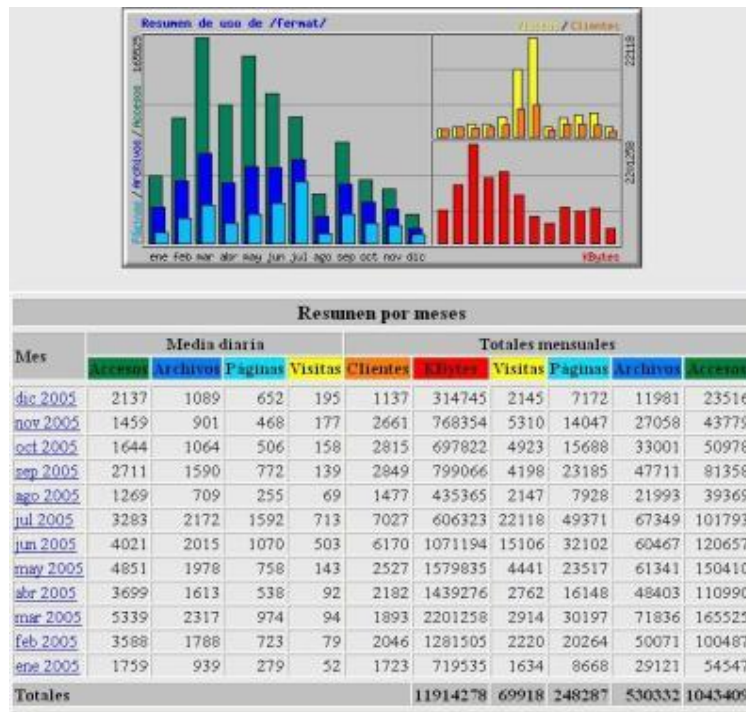 Resumen de uso de /fermat/
Visitas / Clientes
165525
22118
Páginas / Archivos / Accesos
2201258
ene feb mar abr may jun jul ago sep oct nov dic
KBytes
Resumen por meses
Mes Media diaria Totales mensuales
Accesos Archivos Páginas Visitas Clientes KBytes Visitas Páginas Archivos Accesos
dic 2005 2137 1089 652 195 1137 314745 2145 7172 11981 23516
nov 2005 1459 901 468 177 2661 768354 5310 14047 27058 43779
oct 2005 1644 1064 506 158 2815 697822 4923 15688 33001 50978
sep 2005 2711 1590 772 139 2849 799066 4198 23185 47711 81358
ago 2005 1269 709 255 69 1477 435365 2147 7928 21993 39369
jul 2005 3283 2172 1592 713 7027 606323 22118 49371 67349 101793
jun 2005 4021 2015 1070 503 6170 1071194 15106 32102 60467 120657
may 2005 4851 1978 758 143 2527 1579835 4441 23517 61341 150410
abr 2005 3699 1613 538 92 2182 1439276 2762 16148 48403 110990
mar 2005 5339 2317 974 94 1893 2201258 2914 30197 71836 165525
feb 2005 3588 1788 723 79 2046 1281505 2220 20264 50071 100487
ene 2005 1759 939 279 52 1723 719535 1634 8668 29121 54547
Totales 11914278 69918 248287 530332 1043409